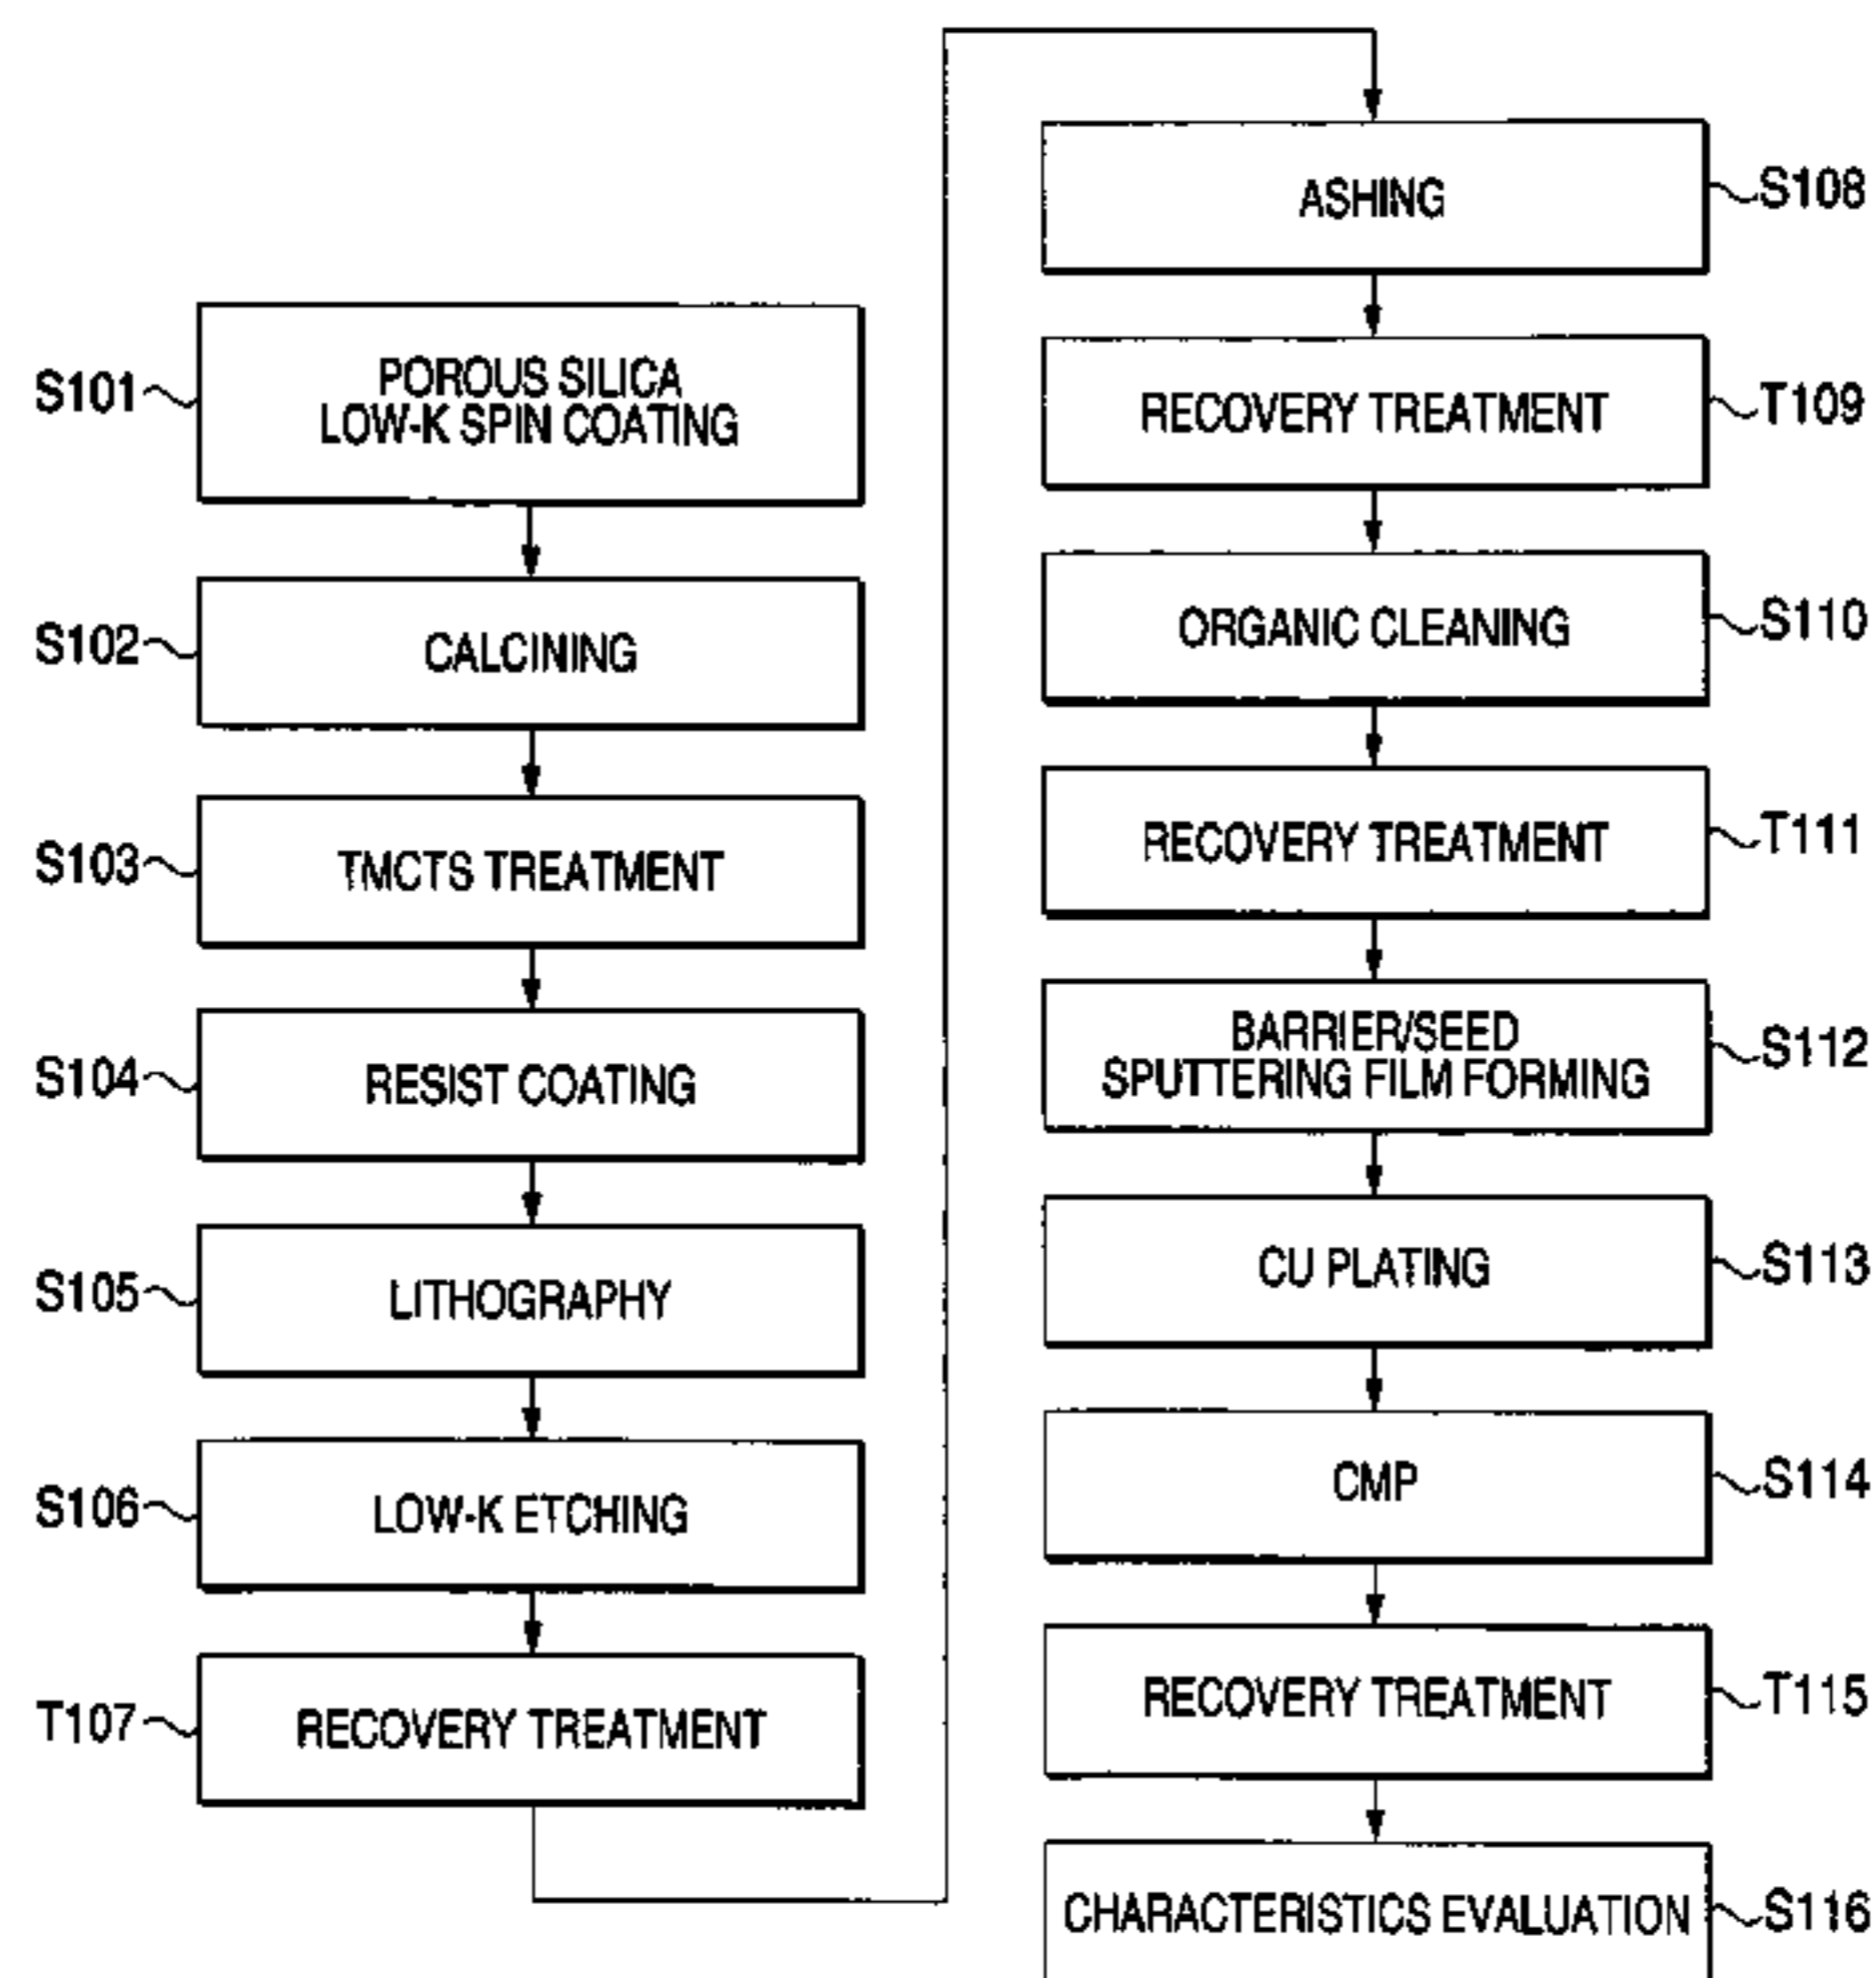 S101
POROUS SILICA
LOW-K SPIN COATING
S102
CALCINING
S103
TMCTS TREATMENT
S104
RESIST COATING
S105
LITHOGRAPHY
S106
LOW-K ETCHING
T107
RECOVERY TREATMENT
ASHING
S108
RECOVERY TREATMENT
T109
ORGANIC CLEANING
S110
RECOVERY TREATMENT
T111
BARRIER/SEED
SPUTTERING FILM FORMING
S112
CU PLATING
S113
CMP
S114
RECOVERY TREATMENT
T115
CHARACTERISTICS EVALUATION
S116